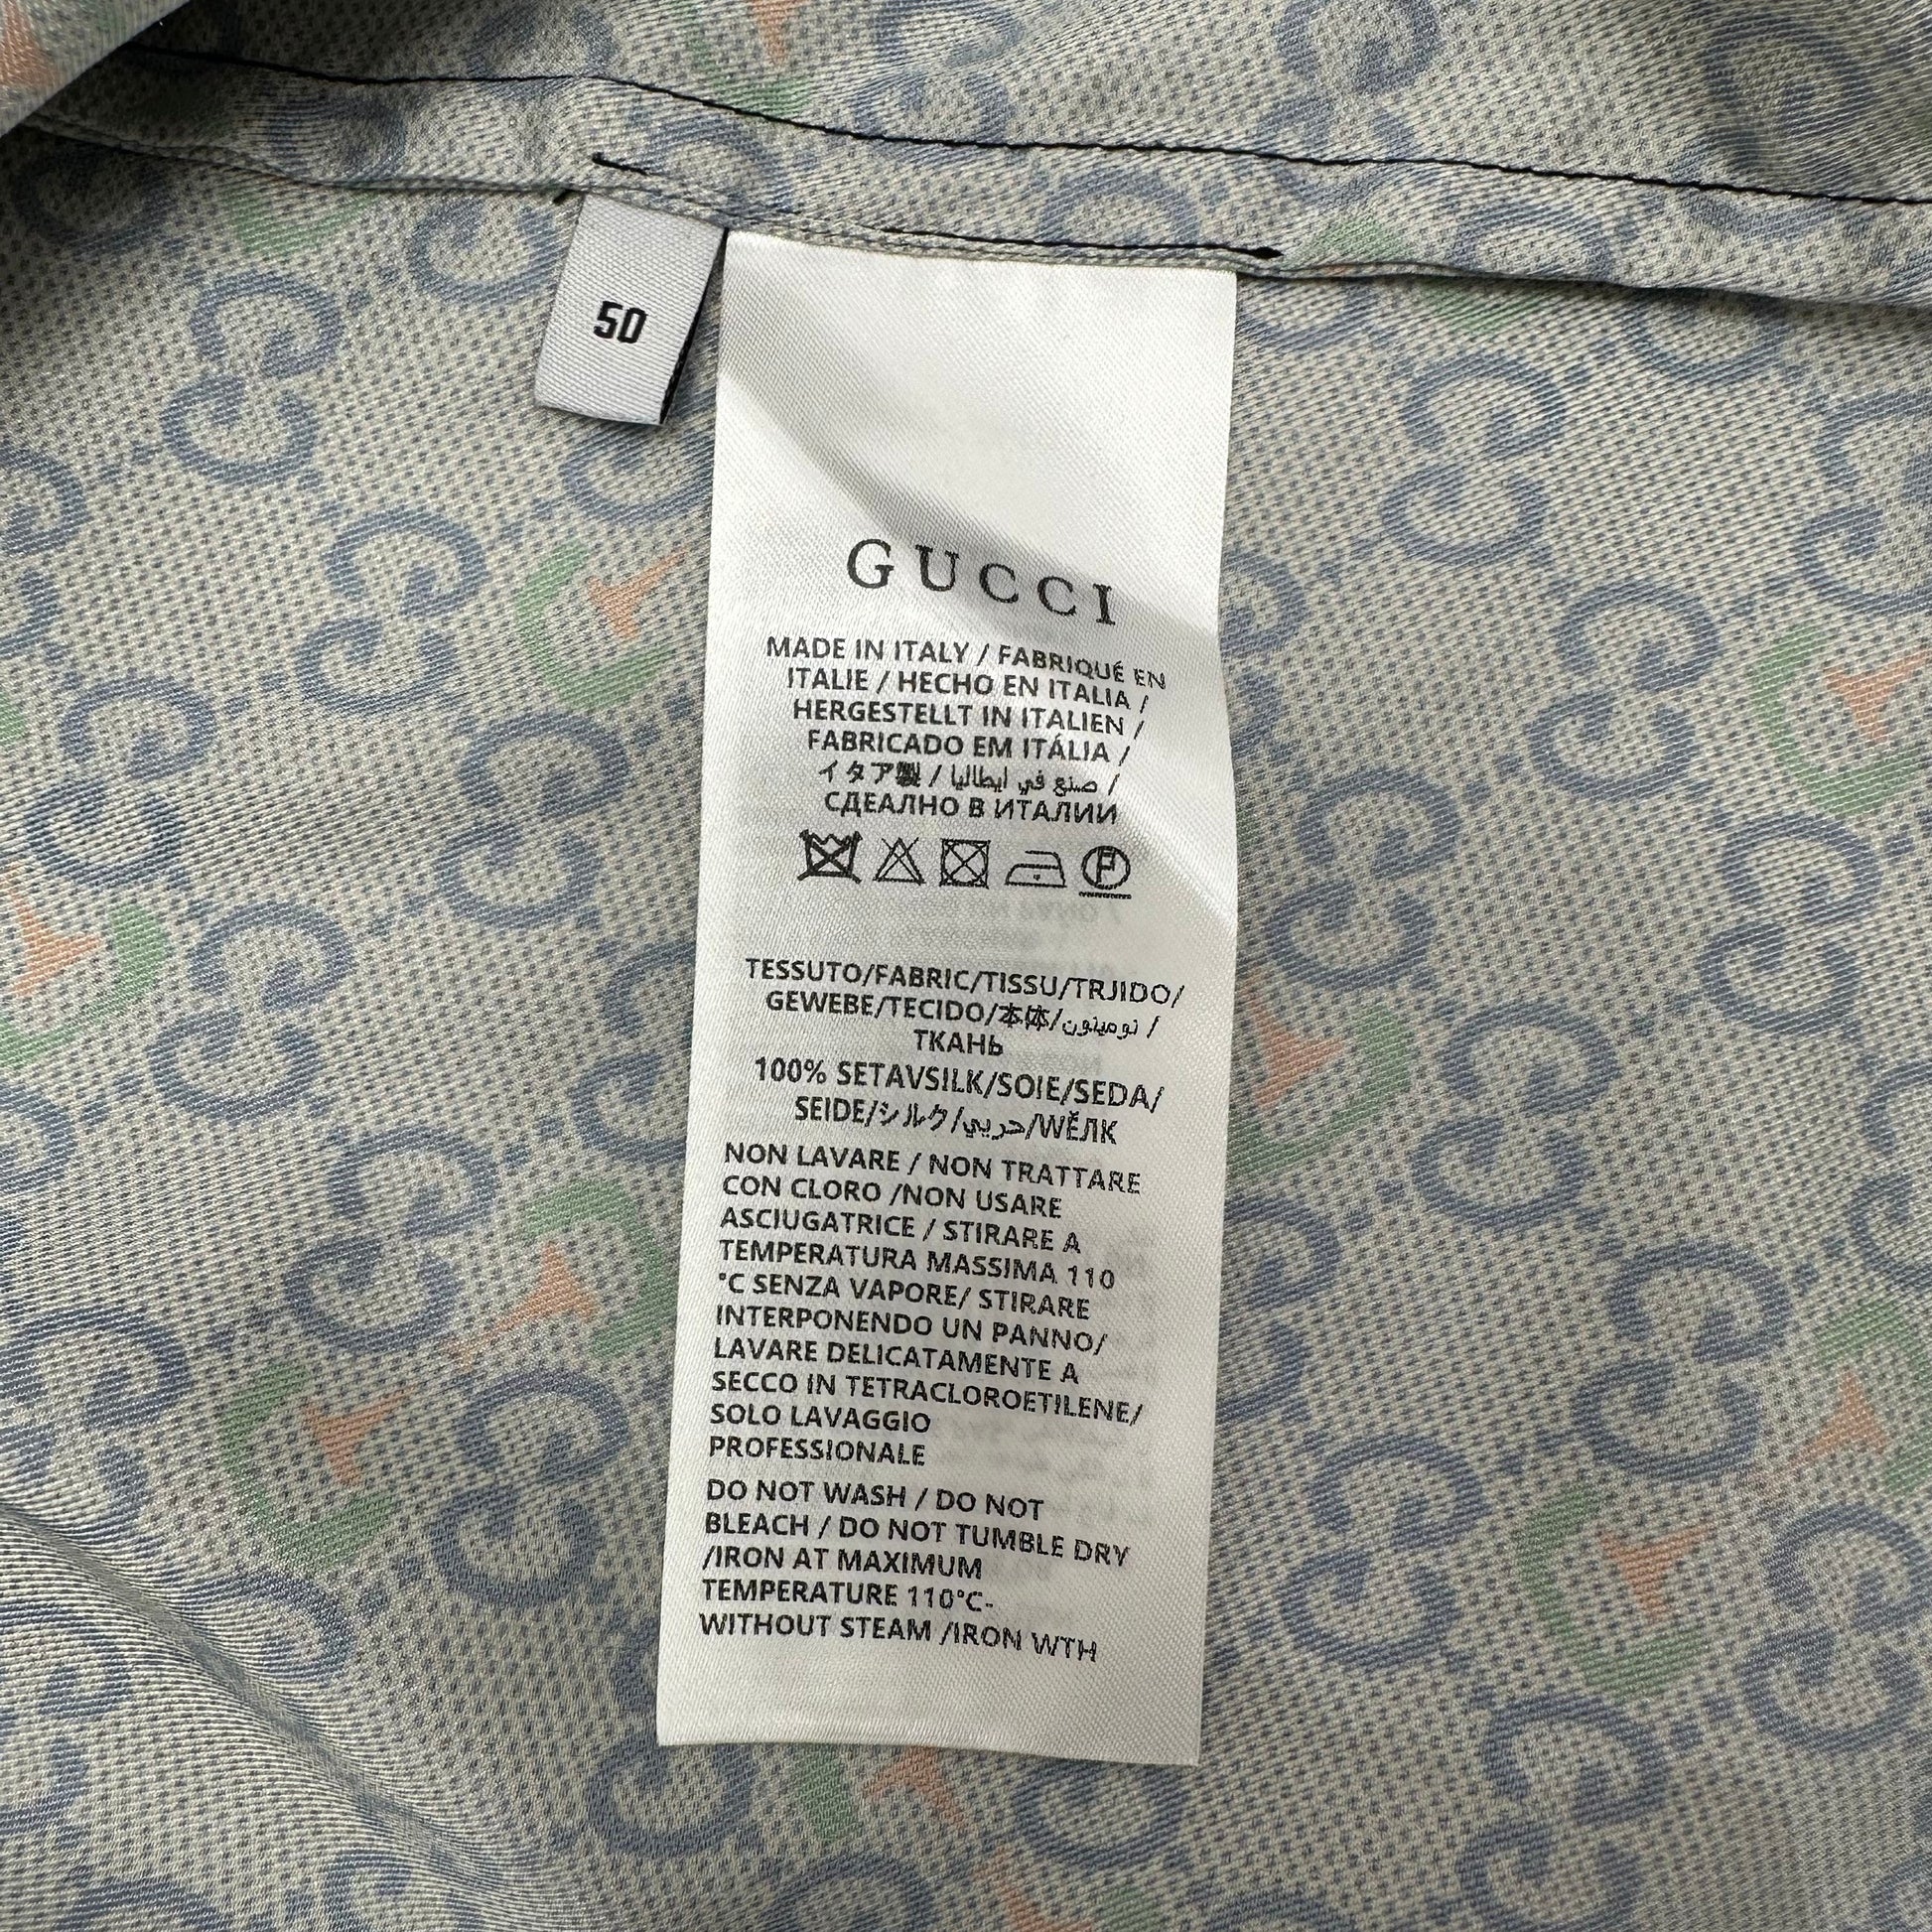 50
GUCCI
MADE IN ITALY / FABRIQUÉ EN
ITALIE / HECHO EN ITALIA /
HERGESTELLT IN ITALIEN /
FABRICADO EM ITÁLIA /
イタア製 / صنع في ايطاليا /
СДЕАЛНО В ИТАЛИИ
TESSUTO/FABRIC/TISSU/TRJIDO/
GEWEBE/TECIDO/本体/نوميتون /
ТКАНЬ
100% SETAVSILK/SOIE/SEDA/
SEIDE/シルク/حريي/WĚЛК
NON LAVARE / NON TRATTARE
CON CLORO /NON USARE
ASCIUGATRICE / STIRARE A
TEMPERATURA MASSIMA 110
°C SENZA VAPORE/ STIRARE
INTERPONENDO UN PANNO/
LAVARE DELICATAMENTE A
SECCO IN TETRACLOROETILENE/
SOLO LAVAGGIO
PROFESSIONALE
DO NOT WASH / DO NOT
BLEACH / DO NOT TUMBLE DRY
/IRON AT MAXIMUM
TEMPERATURE 110°C-
WITHOUT STEAM /IRON WTH